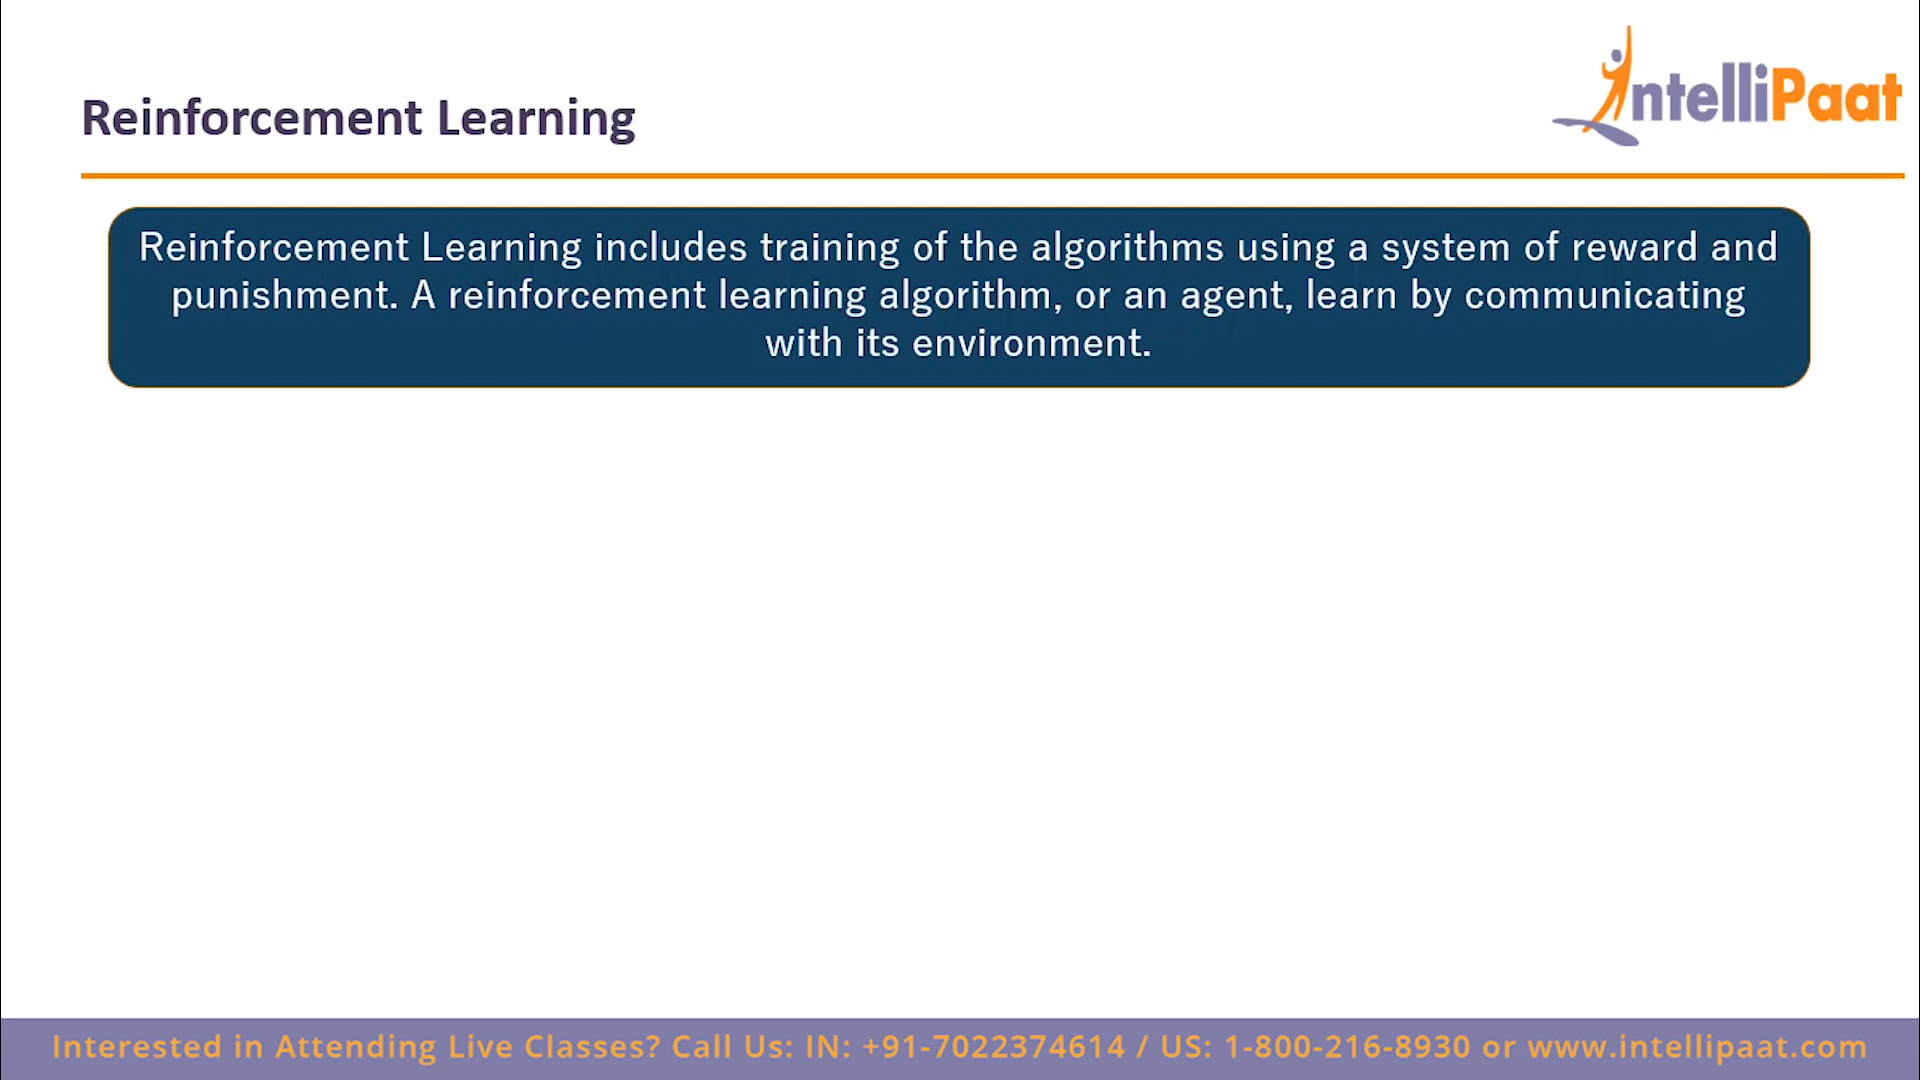 IntelliPaat
Reinforcement Learning
Reinforcement Learning includes training of the algorithms using a system of reward and
punishment. A reinforcement learning algorithm, or an agent, learn by communicating
with its environment.
Interested in Attending Live Classes? Call Us: IN: +91-7022374614 / US: 1-800-216-8930 or www.intellipaat.com